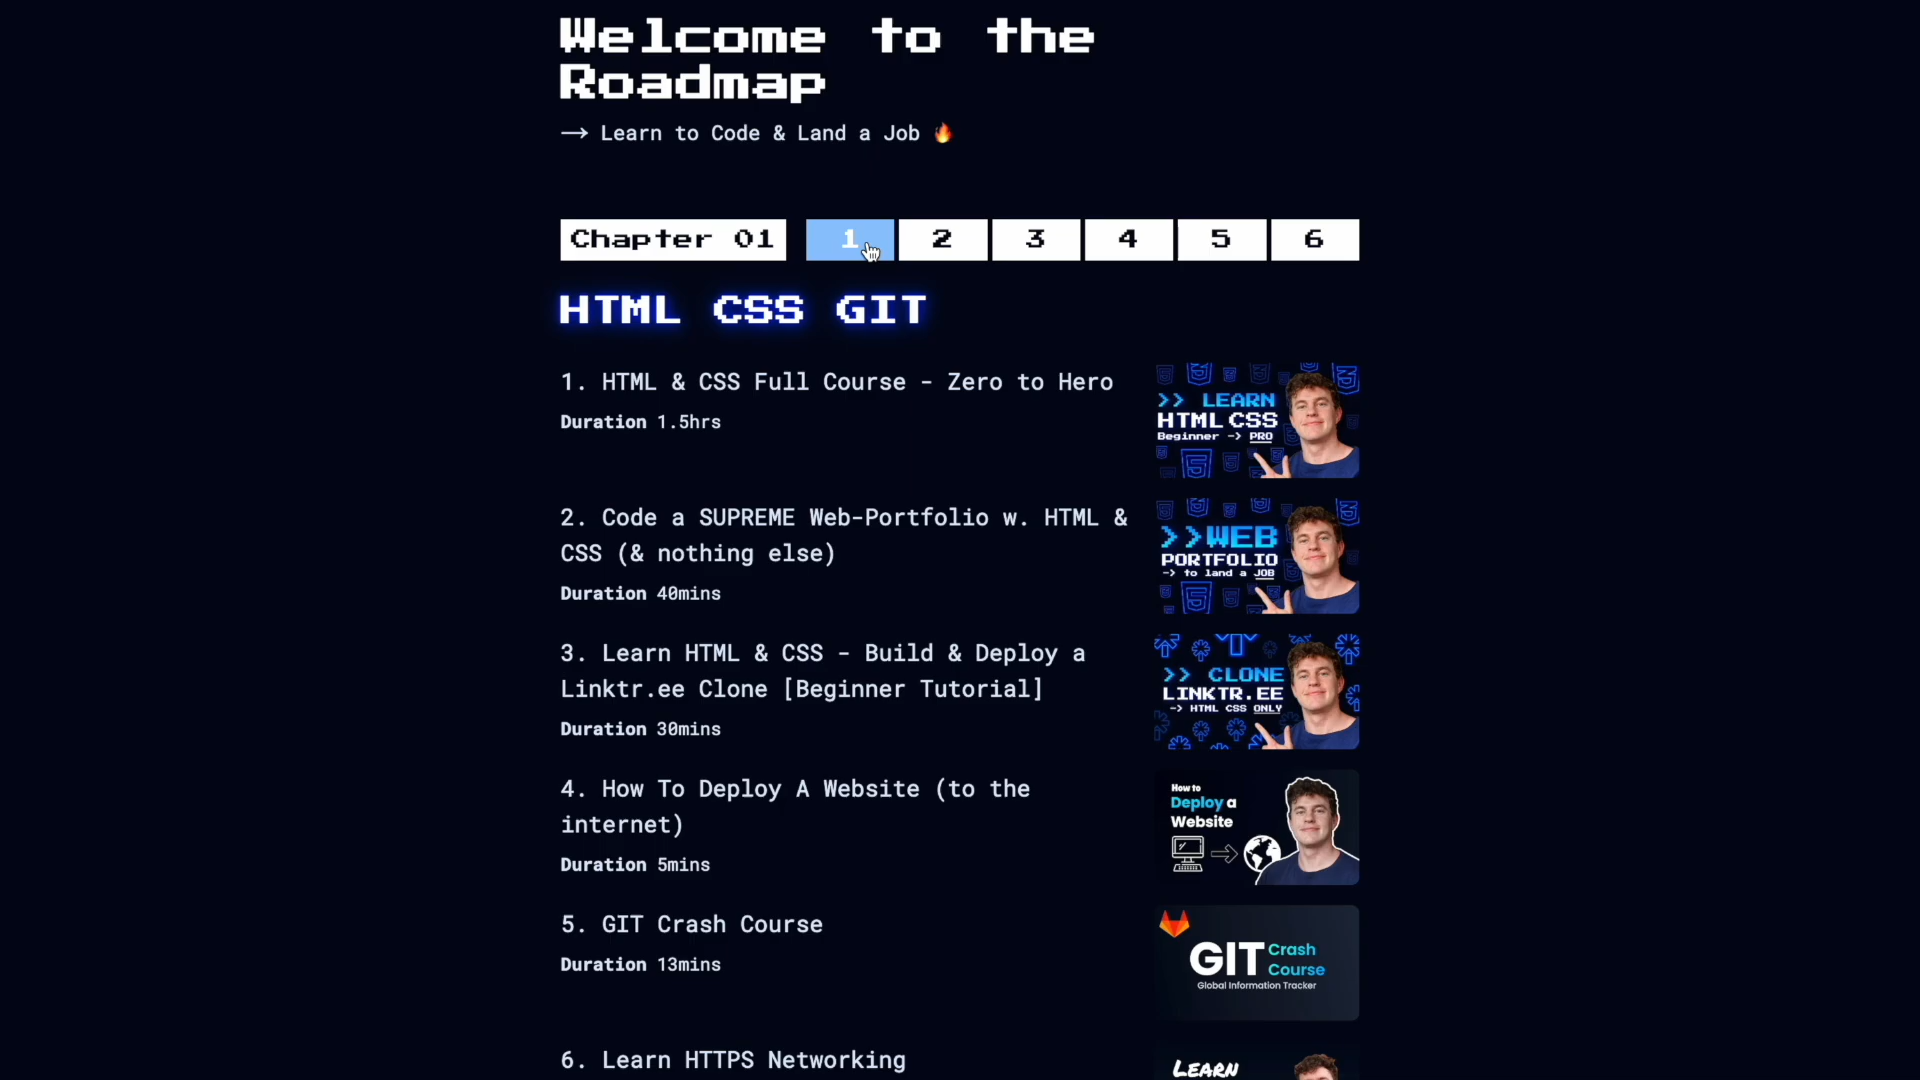 Welcome to the
Roadmap
→ Learn to Code & Land a Job 🔥
Chapter 01
1
2
3
4
5
6
HTML CSS GIT
1. HTML & CSS Full Course - Zero to Hero
Duration 1.5hrs
>> LEARN
HTML CSS
Beginner -> PRO
2. Code a SUPREME Web-Portfolio w. HTML &
CSS (& nothing else)
Duration 40mins
>>WEB
PORTFOLIO
-> to land a JOB
3. Learn HTML & CSS - Build & Deploy a
Linktr.ee Clone [Beginner Tutorial]
Duration 30mins
>> CLONE
LINKTR.EE
-> HTML CSS ONLY
4. How To Deploy A Website (to the
internet)
Duration 5mins
How to
Deploy a
Website
5. GIT Crash Course
Duration 13mins
GIT Crash
Course
Global Information Tracker
6. Learn HTTPS Networking
LEARN